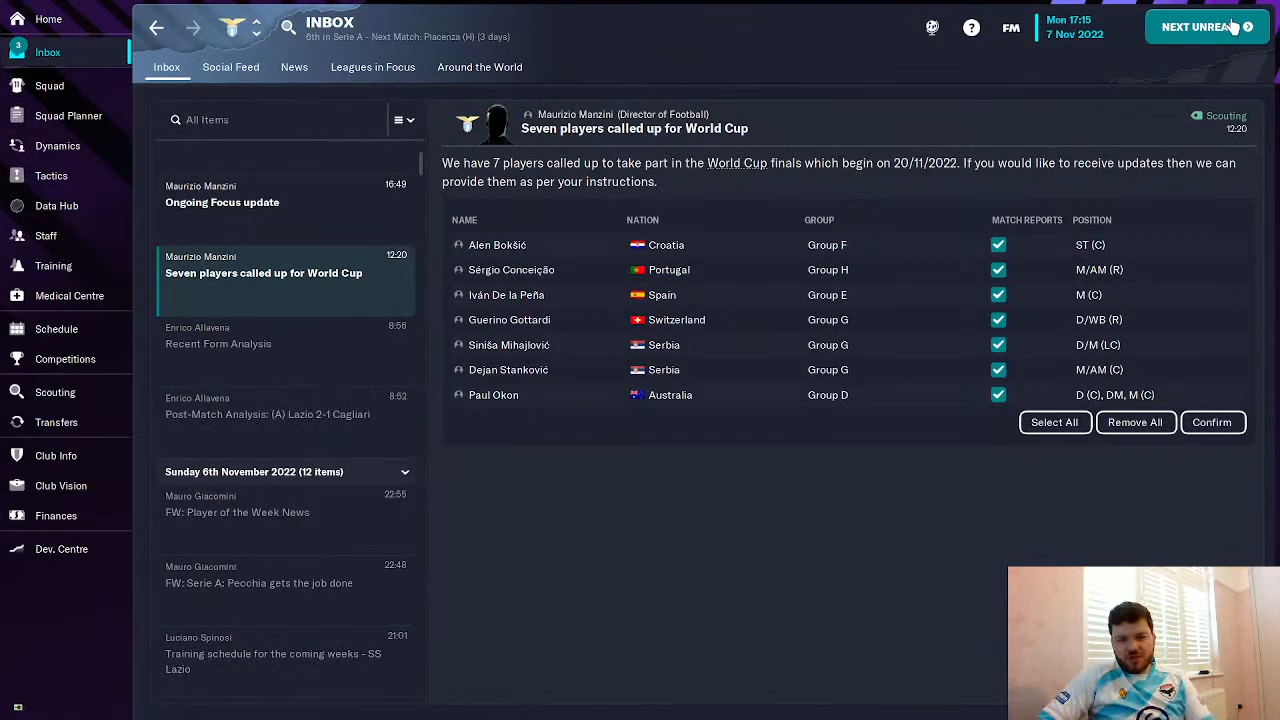 Home
3
Inbox
Squad
Squad Planner
Dynamics
Tactics
Data Hub
Staff
Training
Medical Centre
Schedule
Competitions
Scouting
Transfers
Club Info
Club Vision
Finances
Dev. Centre
INBOX
6th in Serie A - Next Match: Piacenza (H) (3 days)
FM
Mon 17:15
7 Nov 2022
NEXT UNREAD
Inbox
Social Feed
News
Leagues in Focus
Around the World
All Items
Maurizio Manzini 16:49
Ongoing Focus update
Maurizio Manzini 12:20
Seven players called up for World Cup
Enrico Allavena 8:56
Recent Form Analysis
Enrico Allavena 8:52
Post-Match Analysis: (A) Lazio 2-1 Cagliari
Sunday 6th November 2022 (12 items)
Mauro Giacomini 22:55
FW: Player of the Week News
Mauro Giacomini 22:48
FW: Serie A: Pecchia gets the job done
Luciano Spinosi 21:01
Training schedule for the coming weeks - SS
Lazio
Maurizio Manzini (Director of Football)
Seven players called up for World Cup
Scouting
12:20
We have 7 players called up to take part in the World Cup finals which begin on 20/11/2022. If you would like to receive updates then we can
provide them as per your instructions.
NAME NATION GROUP MATCH REPORTS POSITION
Alen Bokšić Croatia Group F ST (C)
Sérgio Conceição Portugal Group H M/AM (R)
Iván De la Peña Spain Group E M (C)
Guerino Gottardi Switzerland Group G D/WB (R)
Siniša Mihajlović Serbia Group G D/M (LC)
Dejan Stanković Serbia Group G M/AM (C)
Paul Okon Australia Group D D (C), DM, M (C)
Select All
Remove All
Confirm